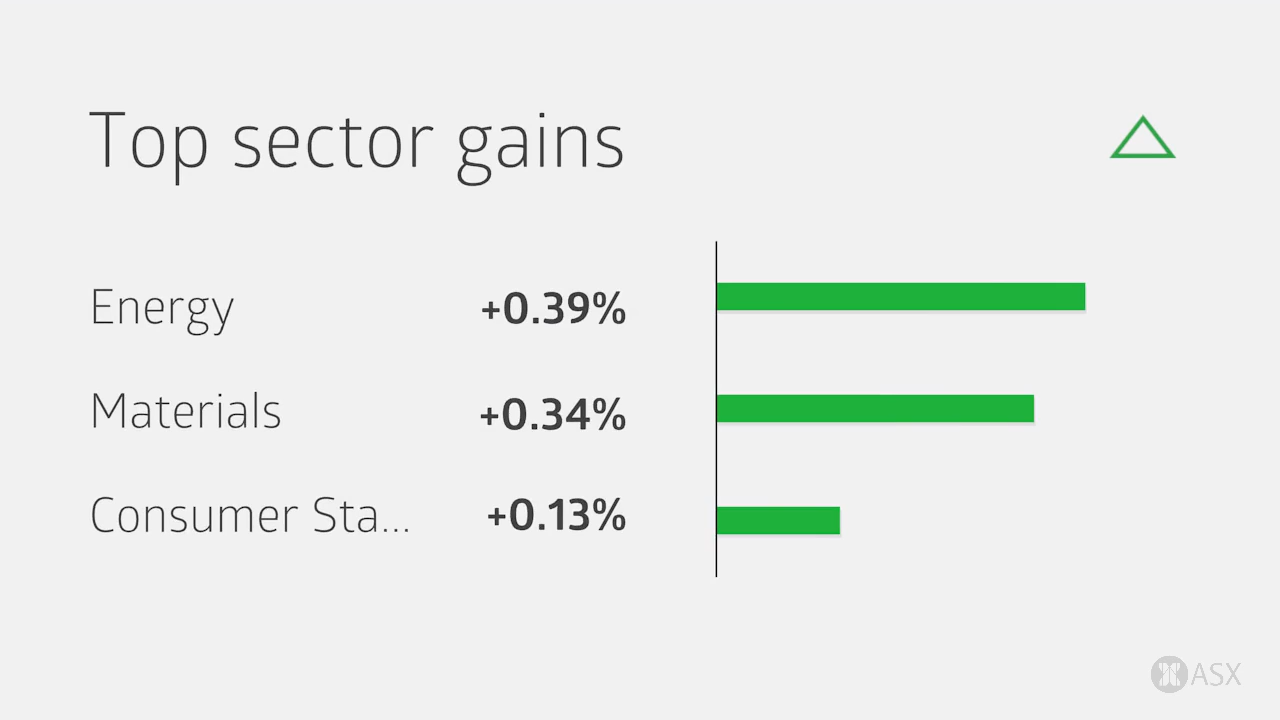 Top sector gains
Energy +0.39%
Materials +0.34%
Consumer Sta... +0.13%
ASX